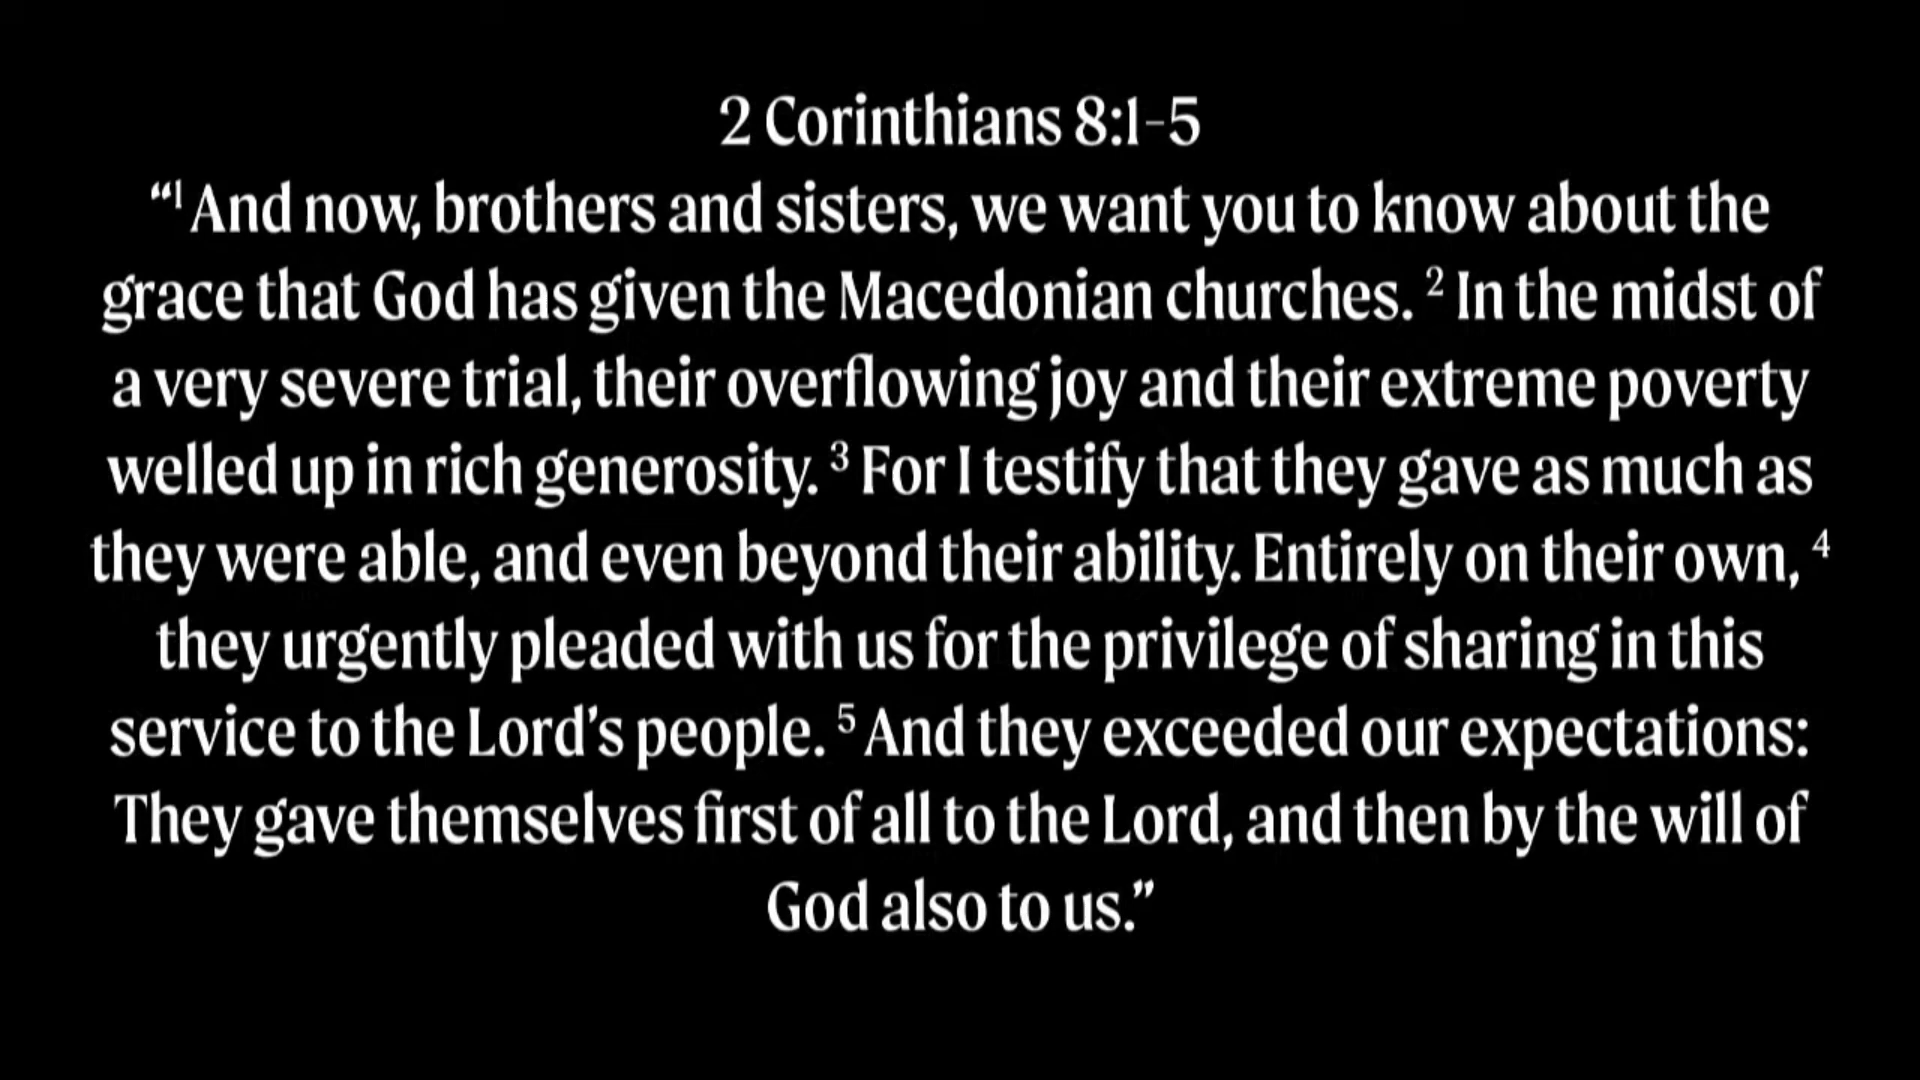 2 Corinthians 8:1-5
“¹ And now, brothers and sisters, we want you to know about the
grace that God has given the Macedonian churches. ² In the midst of
a very severe trial, their overflowing joy and their extreme poverty
welled up in rich generosity. ³ For I testify that they gave as much as
they were able, and even beyond their ability. Entirely on their own, ⁴
they urgently pleaded with us for the privilege of sharing in this
service to the Lord’s people. ⁵ And they exceeded our expectations:
They gave themselves first of all to the Lord, and then by the will of
God also to us.”